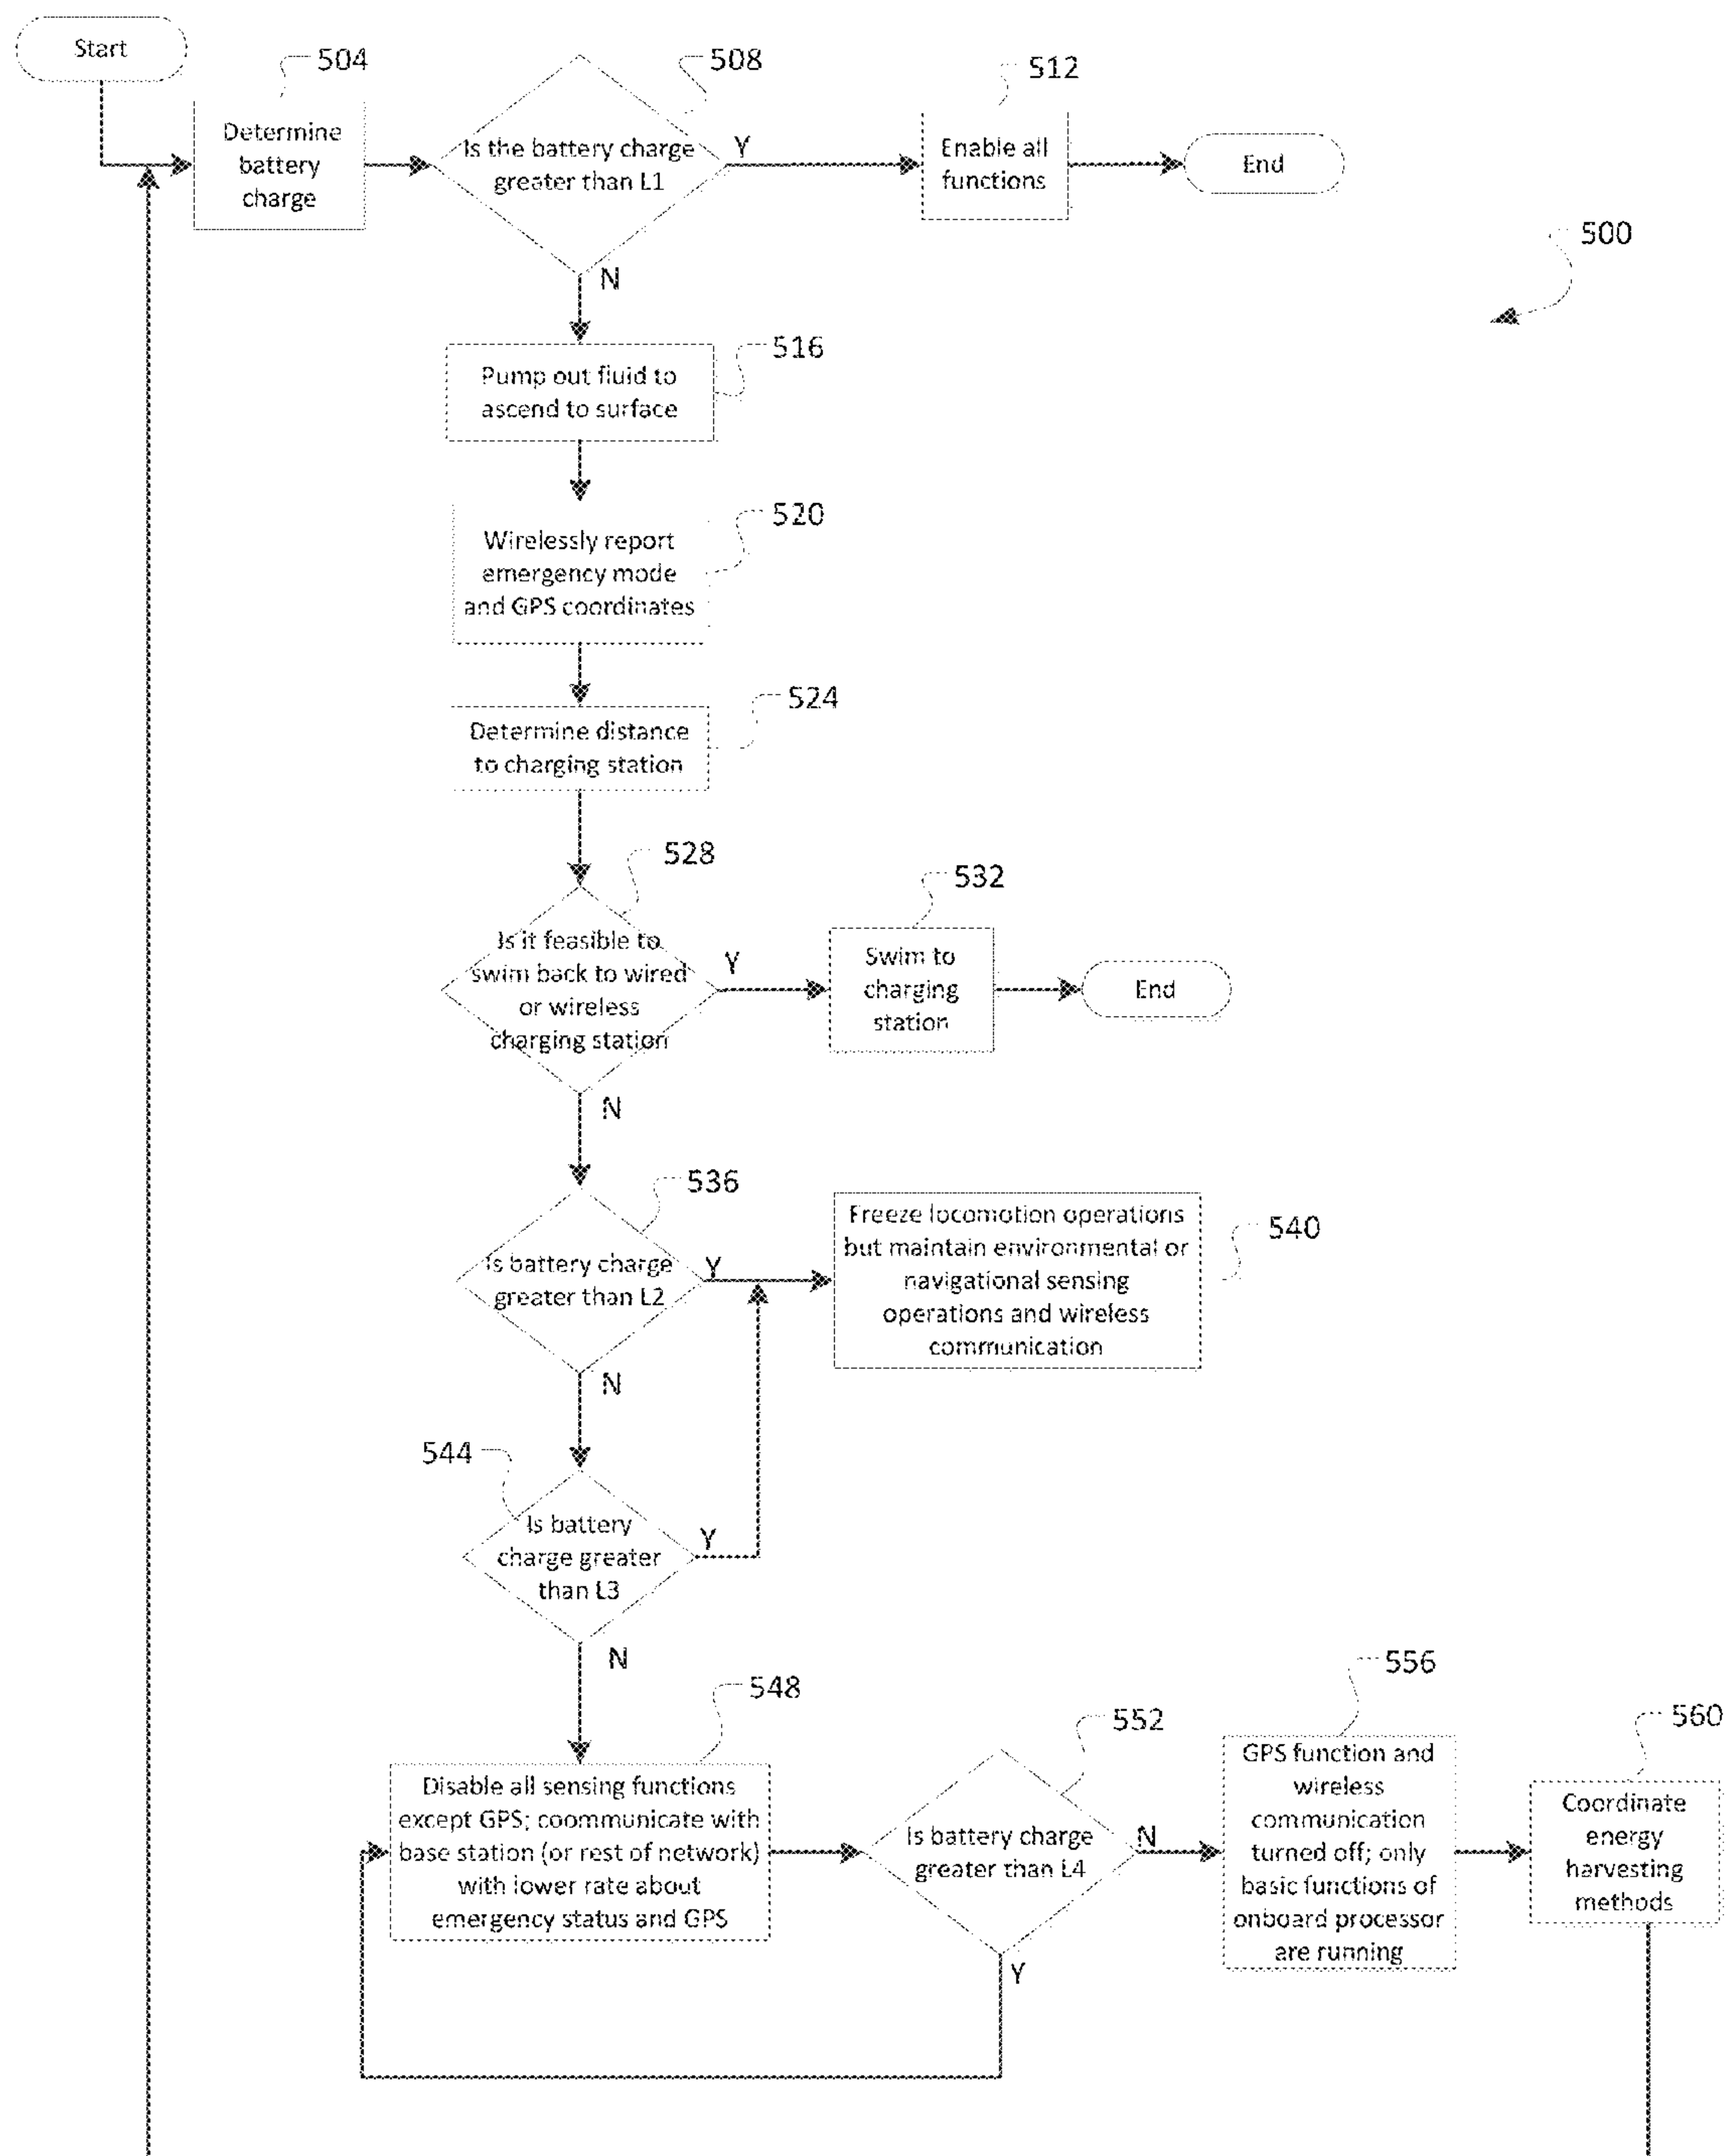 Start
504
Determine
battery
charge
508
Is the battery charge
greater than L1
Y
N
512
Enable all
functions
End
500
516
Pump out fluid to
ascend to surface
520
Wirelessly report
emergency mode
and GPS coordinates
524
Determine distance
to charging station
528
Is it feasible to
swim back to wired
or wireless
charging station
Y
N
532
Swim to
charging
station
End
536
Is battery charge
greater than L2
Y
N
540
Freeze locomotion operations
but maintain environmental or
navigational sensing
operations and wireless
communication
544
Is battery
charge greater
than L3
Y
N
548
Disable all sensing functions
except GPS; coommunicate with
base station (or rest of network)
with lower rate about
emergency status and GPS
552
Is battery charge
greater than L4
N
Y
556
GPS function and
wireless
communication
turned off; only
basic functions of
onboard processor
are running
560
Coordinate
energy
harvesting
methods